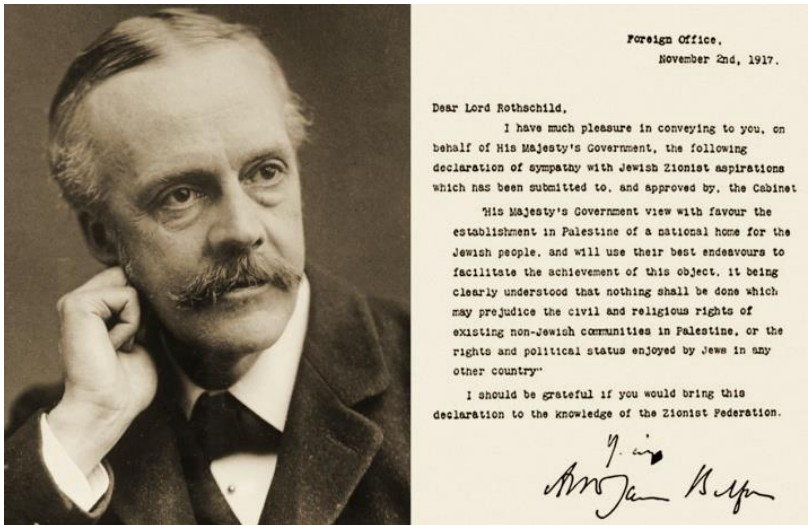 Foreign Office,
November 2nd, 1917.
Dear Lord Rothschild,
I have much pleasure in conveying to you, on
behalf of His Majesty's Government, the following
declaration of sympathy with Jewish Zionist aspirations
which has been submitted to, and approved by, the Cabinet
"His Majesty's Government view with favour the
establishment in Palestine of a national home for the
Jewish people, and will use their best endeavours to
facilitate the achievement of this object, it being
clearly understood that nothing shall be done which
may prejudice the civil and religious rights of
existing non-Jewish communities in Palestine, or the
rights and political status enjoyed by Jews in any
other country"
I should be grateful if you would bring this
declaration to the knowledge of the Zionist Federation.
Arthur James Balfour